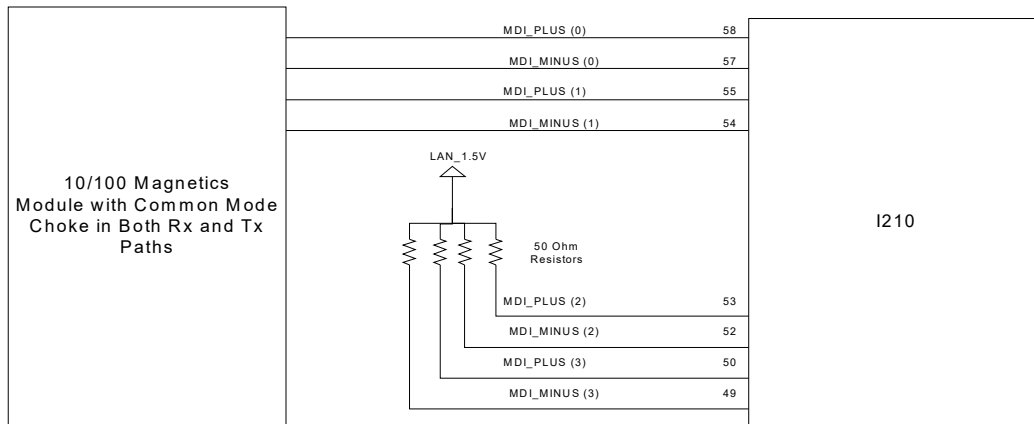 MDI_PLUS (0) 58
MDI_MINUS (0) 57
MDI_PLUS (1) 55
MDI_MINUS (1) 54
LAN_1.5V
10/100 Magnetics
Module with Common Mode
Choke in Both Rx and Tx
Paths
I210
50 Ohm
Resistors
MDI_PLUS (2) 53
MDI_MINUS (2) 52
MDI_PLUS (3) 50
MDI_MINUS (3) 49